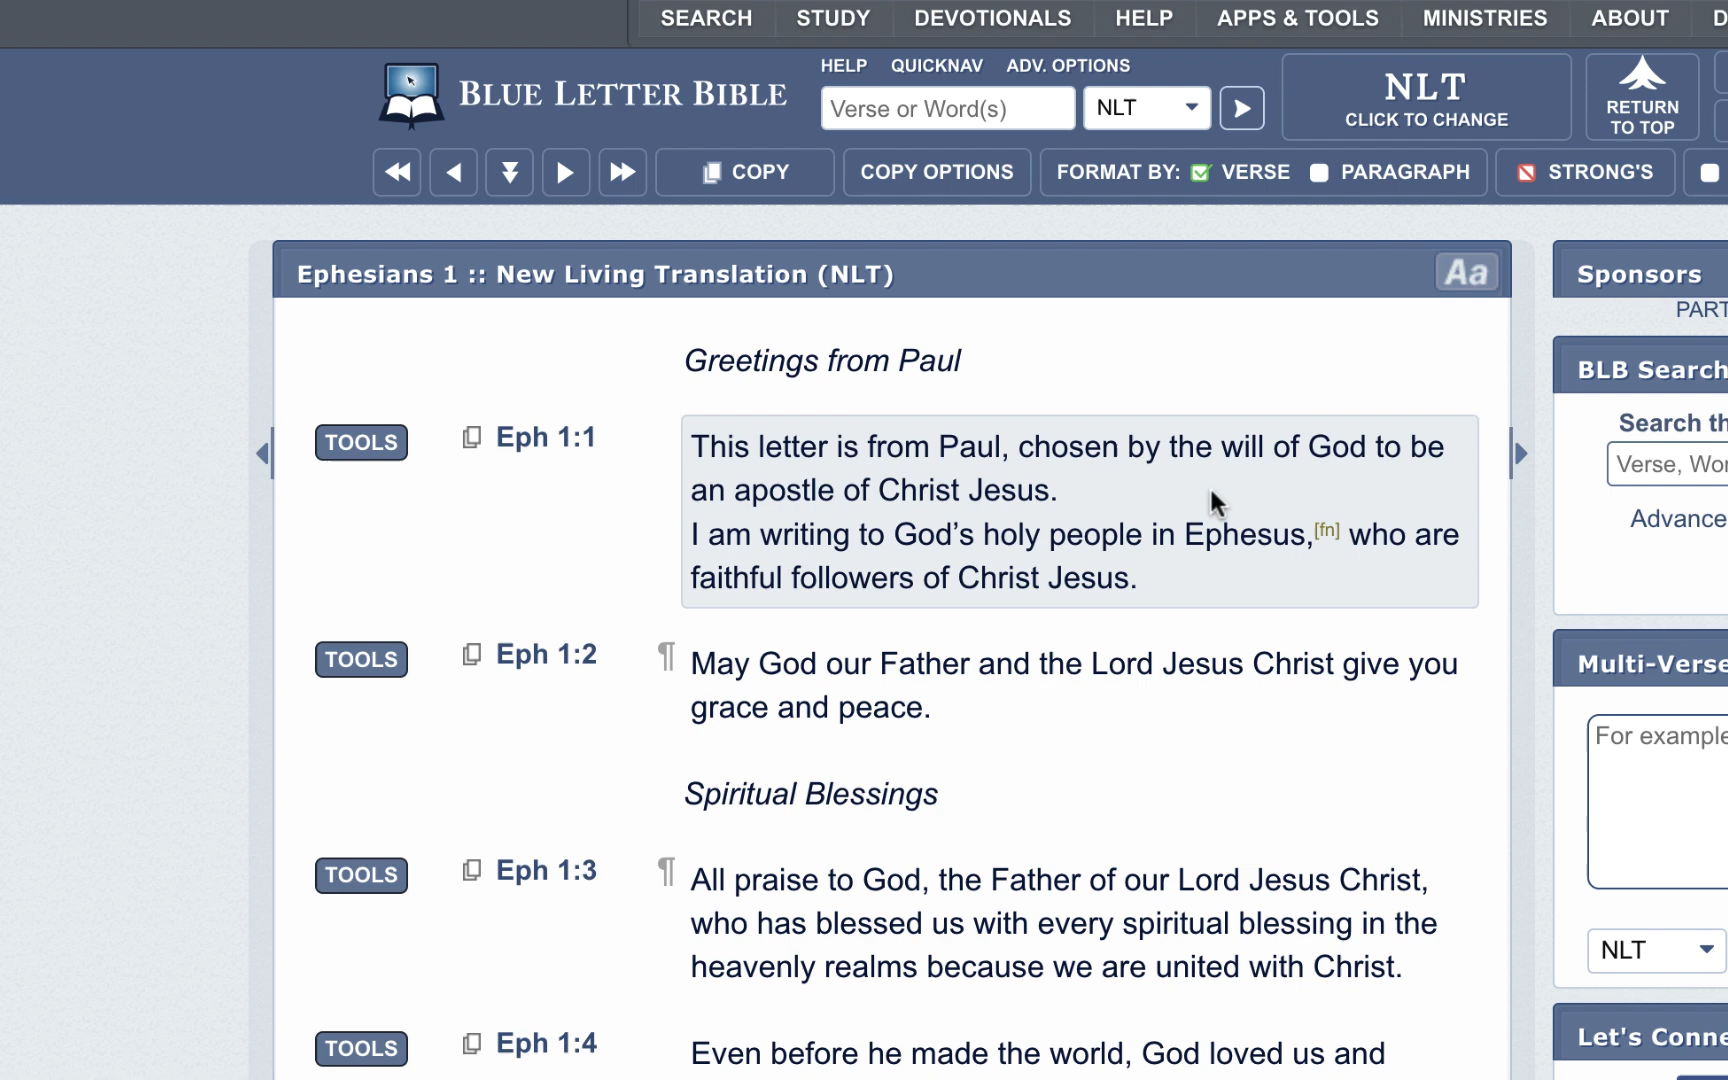 SEARCH STUDY DEVOTIONALS HELP APPS & TOOLS MINISTRIES ABOUT D
BLUE LETTER BIBLE
HELP QUICKNAV ADV. OPTIONS
Verse or Word(s) NLT
NLT
CLICK TO CHANGE
RETURN
TO TOP
COPY COPY OPTIONS FORMAT BY: VERSE PARAGRAPH STRONG'S
Ephesians 1 :: New Living Translation (NLT) Aa
Greetings from Paul
TOOLS Eph 1:1 This letter is from Paul, chosen by the will of God to be
an apostle of Christ Jesus.
I am writing to God’s holy people in Ephesus,[fn] who are
faithful followers of Christ Jesus.
TOOLS Eph 1:2 ¶ May God our Father and the Lord Jesus Christ give you
grace and peace.
Spiritual Blessings
TOOLS Eph 1:3 ¶ All praise to God, the Father of our Lord Jesus Christ,
who has blessed us with every spiritual blessing in the
heavenly realms because we are united with Christ.
TOOLS Eph 1:4 Even before he made the world, God loved us and
Sponsors
PART
BLB Search
Search th
Verse, Wor
Advance
Multi-Verse
For example
NLT
Let's Conne